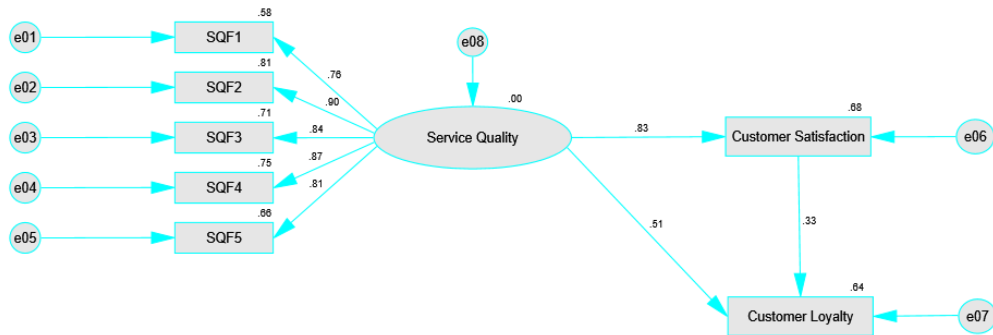 e01
.58
SQF1
e02
.81
SQF2
e03
.71
SQF3
e04
.75
SQF4
e05
.66
SQF5
.76
.90
.84
.87
.81
e08
.00
Service Quality
.83
.51
.68
Customer Satisfaction
e06
.33
.64
Customer Loyalty
e07